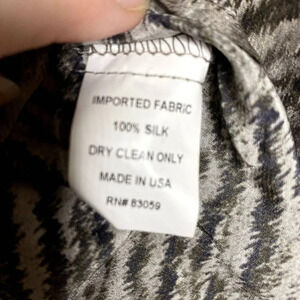 IMPORTED FABRIC
100% SILK
DRY CLEAN ONLY
MADE IN USA
RN# 83059